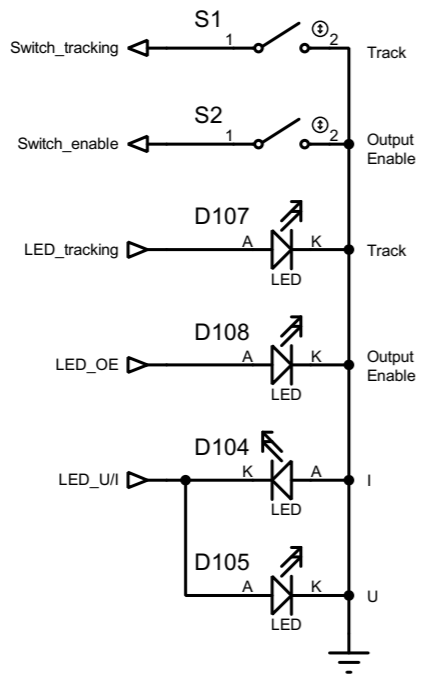 S1
Switch_tracking 1 2 Track
S2
Switch_enable 1 2 Output
Enable
D107
LED_tracking A K Track
LED
D108
LED_OE A K Output
Enable
LED
D104
LED_U/I K A I
LED
D105
A K U
LED